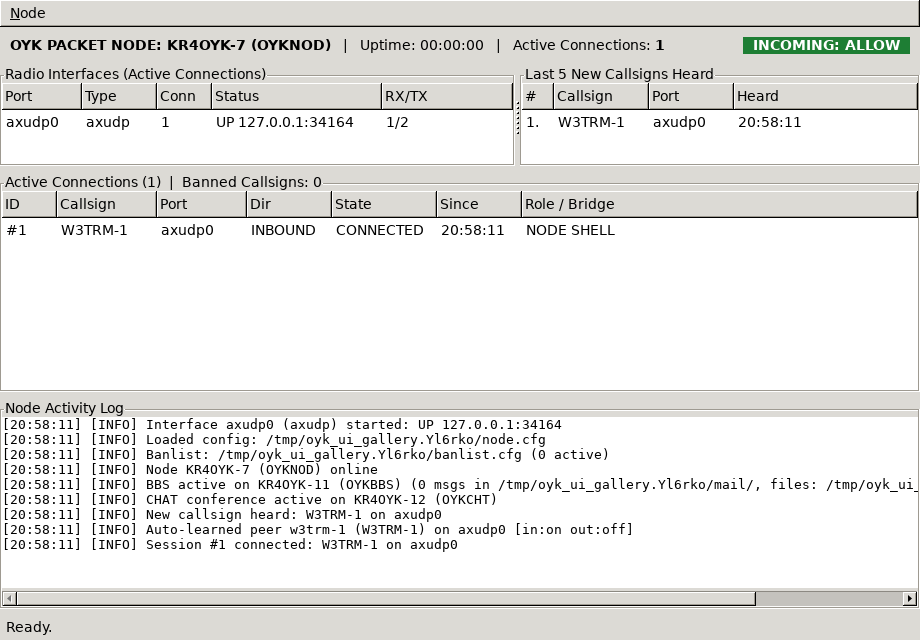 Node
OYK PACKET NODE: KR4OYK-7 (OYKNOD) | Uptime: 00:00:00 | Active Connections: 1 INCOMING: ALLOW
Radio Interfaces (Active Connections)
Port Type Conn Status RX/TX
axudp0 axudp 1 UP 127.0.0.1:34164 1/2
Last 5 New Callsigns Heard
# Callsign Port Heard
1. W3TRM-1 axudp0 20:58:11
Active Connections (1) | Banned Callsigns: 0
ID Callsign Port Dir State Since Role / Bridge
#1 W3TRM-1 axudp0 INBOUND CONNECTED 20:58:11 NODE SHELL
Node Activity Log
[20:58:11] [INFO] Interface axudp0 (axudp) started: UP 127.0.0.1:34164
[20:58:11] [INFO] Loaded config: /tmp/oyk_ui_gallery.Yl6rko/node.cfg
[20:58:11] [INFO] Banlist: /tmp/oyk_ui_gallery.Yl6rko/banlist.cfg (0 active)
[20:58:11] [INFO] Node KR4OYK-7 (OYKNOD) online
[20:58:11] [INFO] BBS active on KR4OYK-11 (OYKBBS) (0 msgs in /tmp/oyk_ui_gallery.Yl6rko/mail/, files: /tmp/oyk_ui_
[20:58:11] [INFO] CHAT conference active on KR4OYK-12 (OYKCHT)
[20:58:11] [INFO] New callsign heard: W3TRM-1 on axudp0
[20:58:11] [INFO] Auto-learned peer w3trm-1 (W3TRM-1) on axudp0 [in:on out:off]
[20:58:11] [INFO] Session #1 connected: W3TRM-1 on axudp0
Ready.